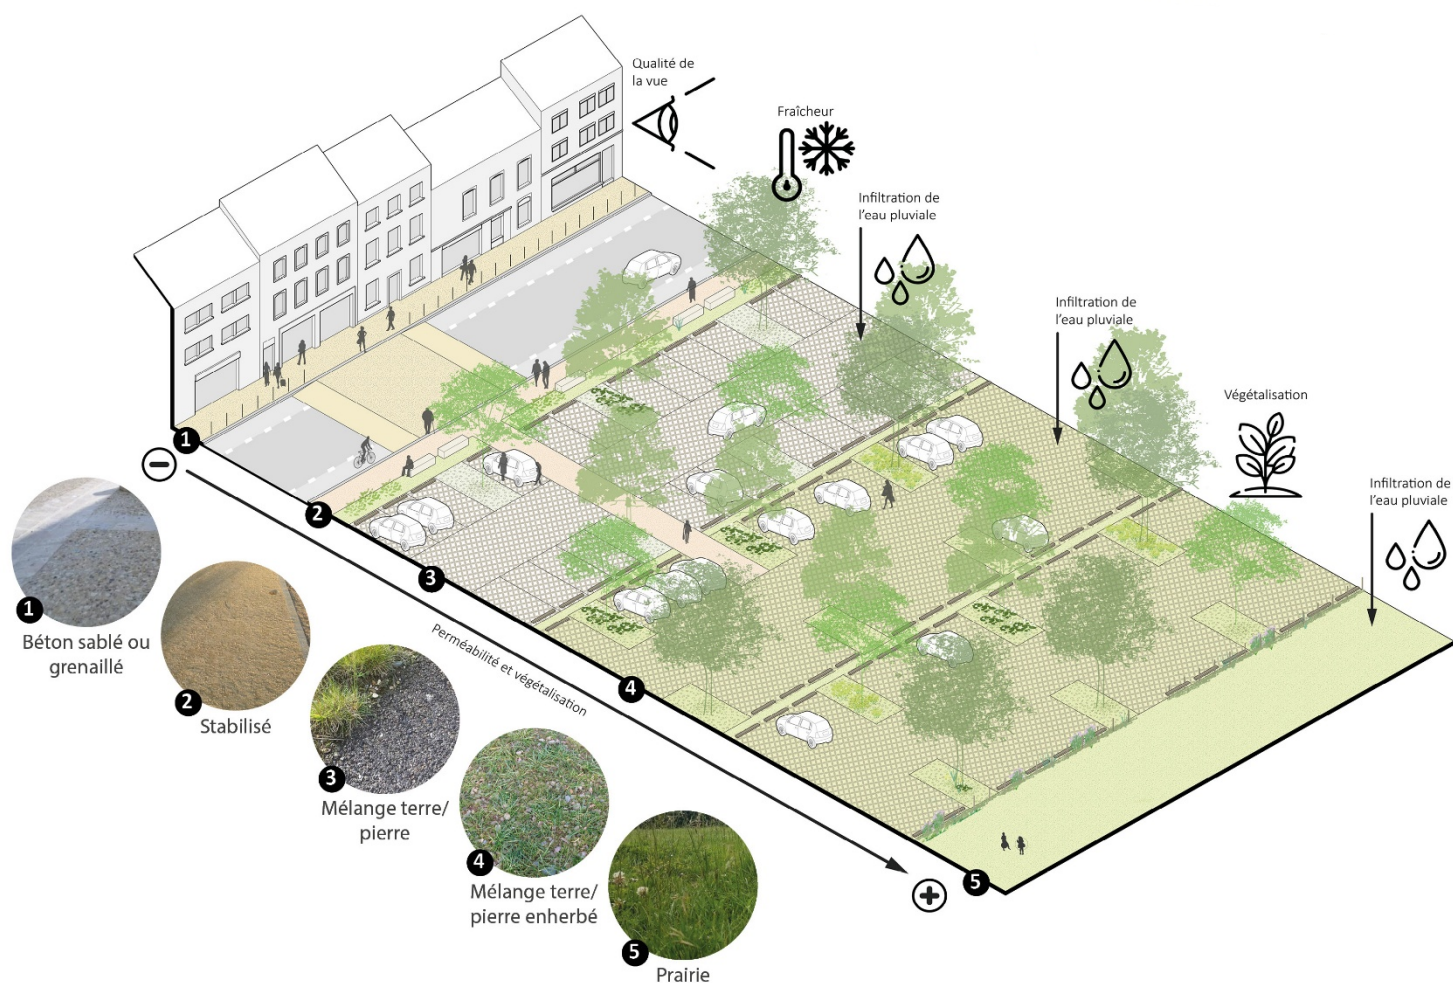 Qualité de
la vue
Fraîcheur
Infiltration de
l'eau pluviale
Infiltration de
l'eau pluviale
Végétalisation
Infiltration de
l'eau pluviale
1
2
3
4
5
Perméabilité et végétalisation
1
Béton sablé ou
grenaillé
2
Stabilisé
3
Mélange terre/
pierre
4
Mélange terre/
pierre enherbé
5
Prairie